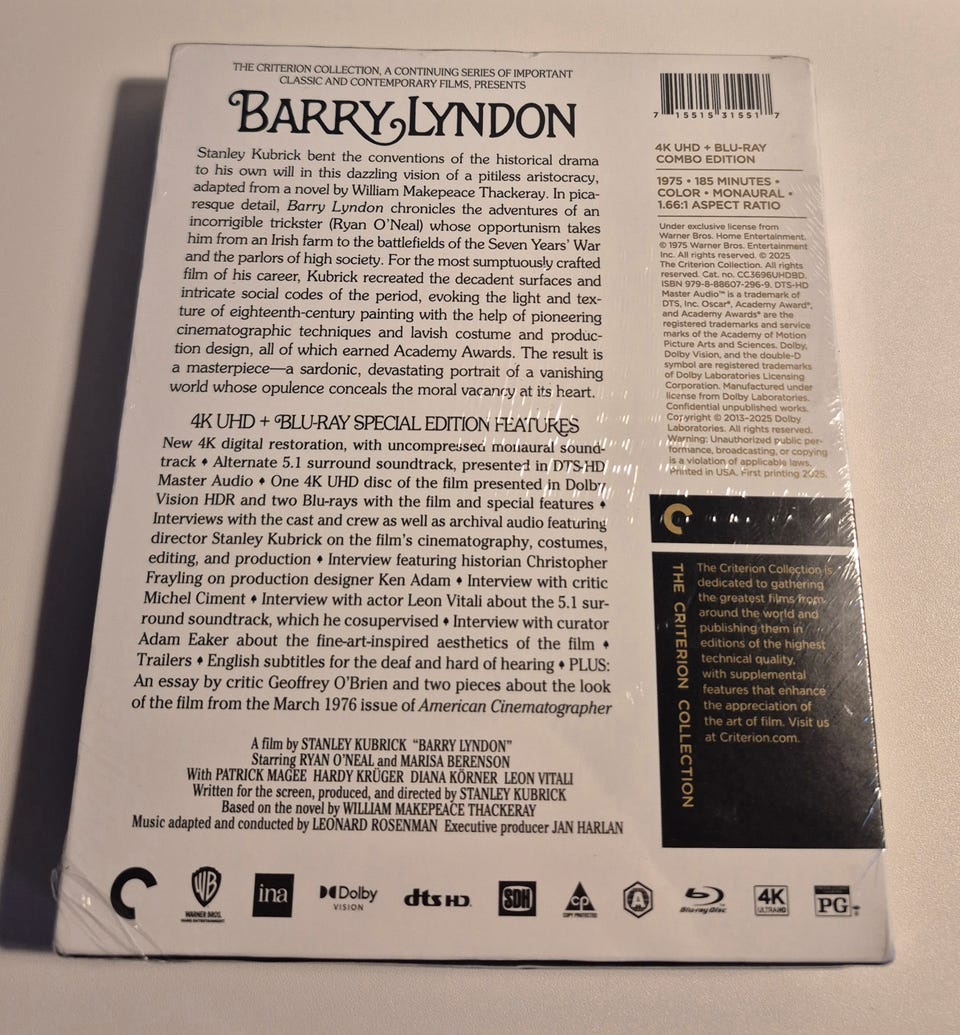 THE CRITERION COLLECTION, A CONTINUING SERIES OF IMPORTANT
CLASSIC AND CONTEMPORARY FILMS, PRESENTS
BARRY LYNDON
Stanley Kubrick bent the conventions of the historical drama
to his own will in this dazzling vision of a pitiless aristocracy,
adapted from a novel by William Makepeace Thackeray. In pica-
resque detail, Barry Lyndon chronicles the adventures of an
incorrigible trickster (Ryan O'Neal) whose opportunism takes
him from an Irish farm to the battlefields of the Seven Years' War
and the parlors of high society. For the most sumptuously crafted
film of his career, Kubrick recreated the decadent surfaces and
intricate social codes of the period, evoking the light and tex-
ture of eighteenth-century painting with the help of pioneering
cinematographic techniques and lavish costume and produc-
tion design, all of which earned Academy Awards. The result is
a masterpiece—a sardonic, devastating portrait of a vanishing
world whose opulence conceals the moral vacancy at its heart.
4K UHD + BLU-RAY SPECIAL EDITION FEATURES
New 4K digital restoration, with uncompressed monaural sound-
track ♦ Alternate 5.1 surround soundtrack, presented in DTS-HD
Master Audio ♦ One 4K UHD disc of the film presented in Dolby
Vision HDR and two Blu-rays with the film and special features ♦
Interviews with the cast and crew as well as archival audio featuring
director Stanley Kubrick on the film's cinematography, costumes,
editing, and production ♦ Interview featuring historian Christopher
Frayling on production designer Ken Adam ♦ Interview with critic
Michel Ciment ♦ Interview with actor Leon Vitali about the 5.1 sur-
round soundtrack, which he cosupervised ♦ Interview with curator
Adam Eaker about the fine-art-inspired aesthetics of the film ♦
Trailers ♦ English subtitles for the deaf and hard of hearing ♦ PLUS:
An essay by critic Geoffrey O'Brien and two pieces about the look
of the film from the March 1976 issue of American Cinematographer
A film by STANLEY KUBRICK "BARRY LYNDON"
Starring RYAN O'NEAL and MARISA BERENSON
With PATRICK MAGEE HARDY KRÜGER DIANA KÖRNER LEON VITALI
Written for the screen, produced, and directed by STANLEY KUBRICK
Based on the novel by WILLIAM MAKEPEACE THACKERAY
Music adapted and conducted by LEONARD ROSENMAN Executive producer JAN HARLAN
7 15515 31551 7
4K UHD + BLU-RAY
COMBO EDITION
1975 • 185 MINUTES •
COLOR • MONAURAL •
1.66:1 ASPECT RATIO
Under exclusive license from
Warner Bros. Home Entertainment.
© 1975 Warner Bros. Entertainment
Inc. All rights reserved. © 2025
The Criterion Collection. All rights
reserved. Cat. no. CC3696UHDBD.
ISBN 979-8-88607-296-9. DTS-HD
Master Audio™ is a trademark of
DTS, Inc. Oscar®, Academy Award®,
and Academy Awards® are the
registered trademarks and service
marks of the Academy of Motion
Picture Arts and Sciences. Dolby,
Dolby Vision, and the double-D
symbol are registered trademarks
of Dolby Laboratories Licensing
Corporation. Manufactured under
license from Dolby Laboratories.
Confidential unpublished works.
Copyright © 2013–2025 Dolby
Laboratories. All rights reserved.
Warning: Unauthorized public per-
formance, broadcasting, or copying
is a violation of applicable laws.
Printed in USA. First printing 2025.
THE CRITERION COLLECTION
The Criterion Collection is
dedicated to gathering
the greatest films from
around the world and
publishing them in
editions of the highest
technical quality,
with supplemental
features that enhance
the appreciation of
the art of film. Visit us
at Criterion.com.
WB
WARNER BROS.
HOME ENTERTAINMENT
ina
Dolby
VISION
dts HD
SDH
cp
COPY PROTECTED
A
Blu-ray Disc
4K
ULTRA HD
PG